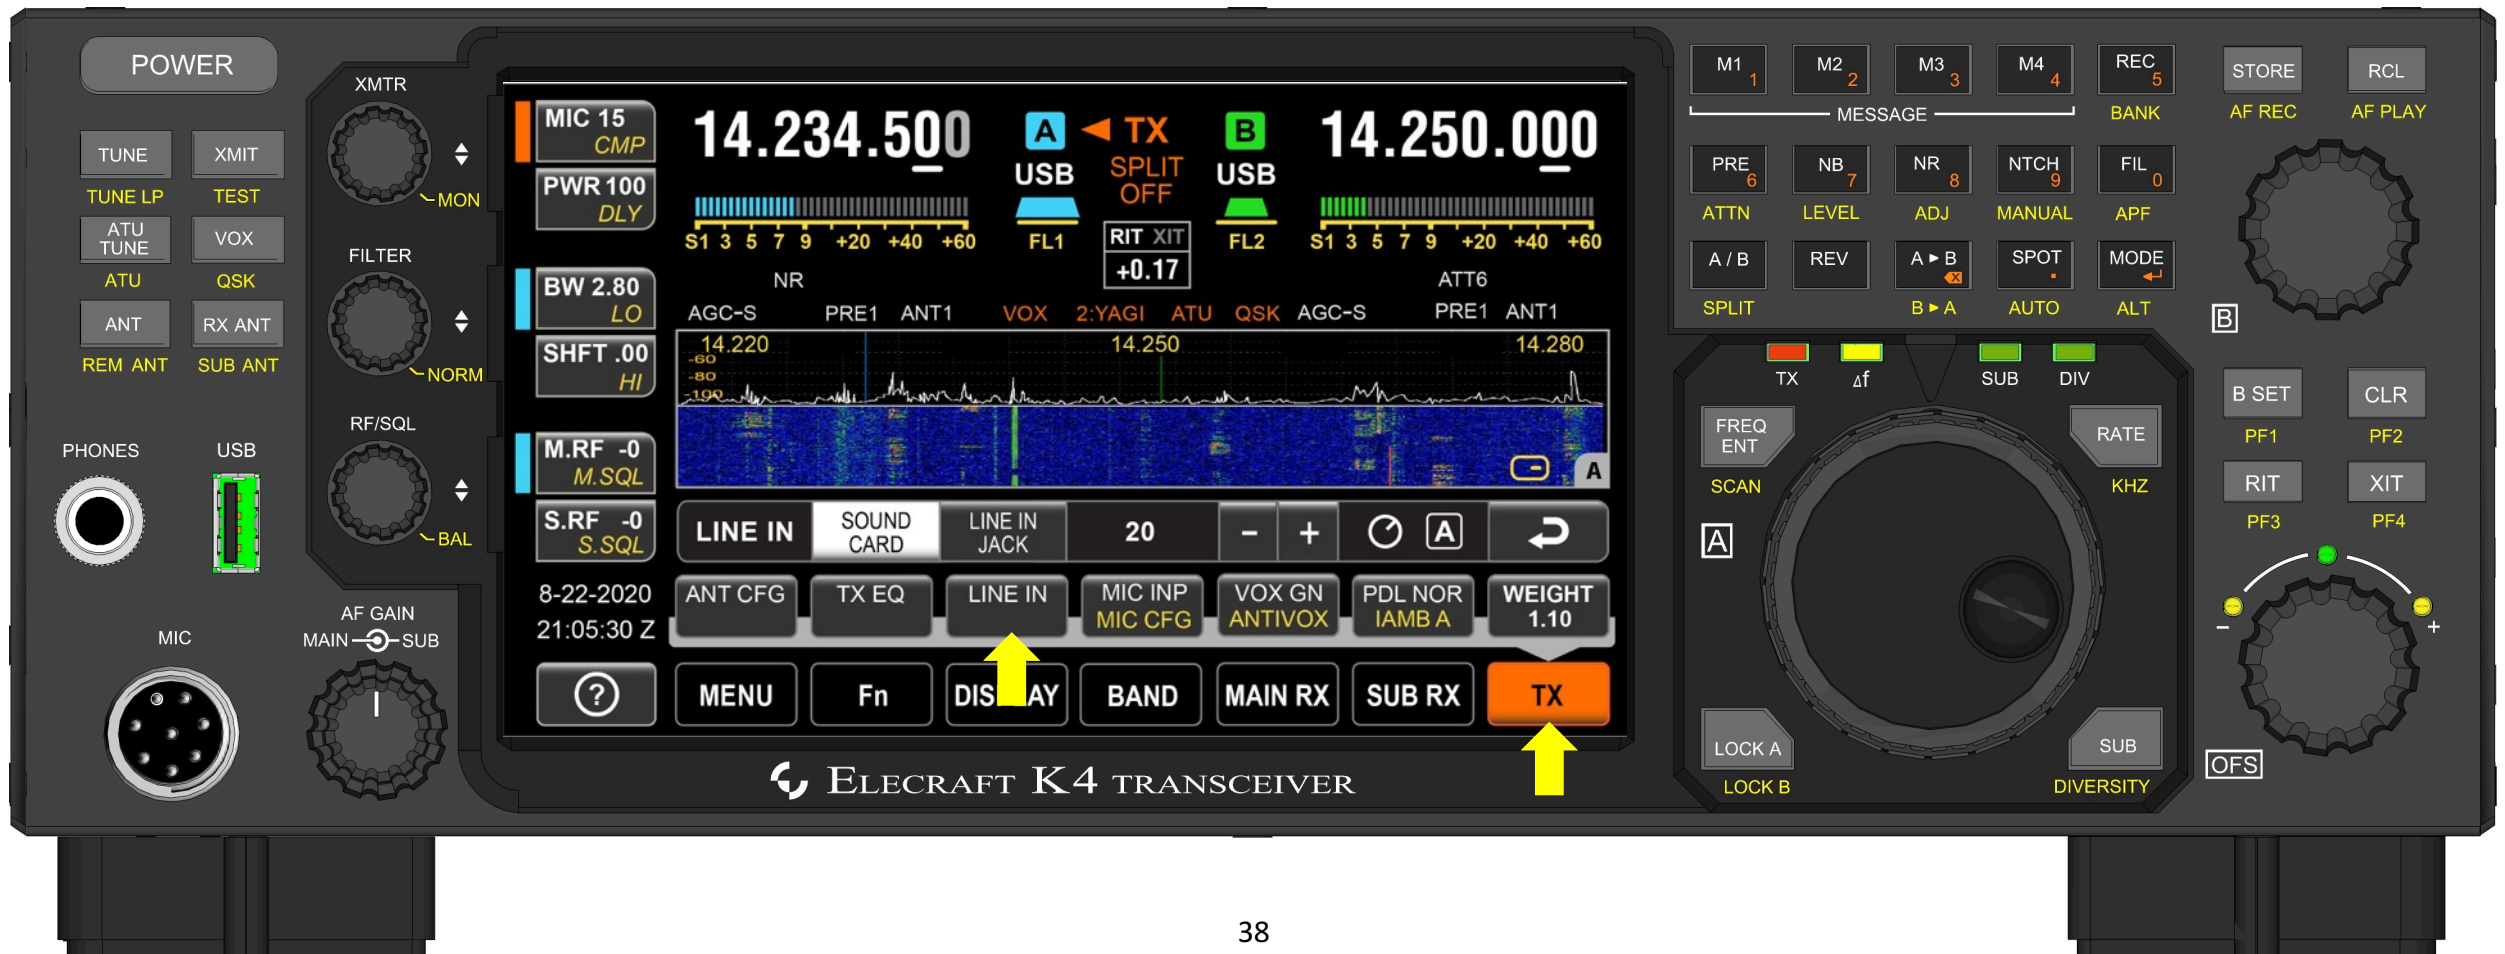 POWER
TUNE
XMIT
TUNE LP
TEST
ATU
TUNE
VOX
ATU
QSK
ANT
RX ANT
REM ANT
SUB ANT
PHONES
USB
MIC
XMTR
MON
FILTER
NORM
RF/SQL
BAL
AF GAIN
MAIN
SUB
MIC 15
CMP
PWR 100
DLY
BW 2.80
LO
SHFT .00
HI
M.RF -0
M.SQL
S.RF -0
S.SQL
8-22-2020
21:05:30 Z
?
14.234.500
A
TX
B
14.250.000
USB
SPLIT
OFF
USB
S1 3 5 7 9 +20 +40 +60
FL1
RIT XIT
+0.17
FL2
S1 3 5 7 9 +20 +40 +60
NR
ATT6
AGC-S PRE1 ANT1 VOX 2:YAGI ATU QSK AGC-S PRE1 ANT1
14.220 14.250 14.280
-60
-80
-100
A
LINE IN
SOUND
CARD
LINE IN
JACK
20
-
+
A
ANT CFG
TX EQ
LINE IN
MIC INP
MIC CFG
VOX GN
ANTIVOX
PDL NOR
IAMB A
WEIGHT
1.10
MENU
Fn
DIS AY
BAND
MAIN RX
SUB RX
TX
ELECRAFT K4 TRANSCEIVER
M1 1
M2 2
M3 3
M4 4
REC 5
MESSAGE
BANK
PRE 6
NB 7
NR 8
NTCH 9
FIL 0
ATTN
LEVEL
ADJ
MANUAL
APF
A / B
REV
A ▸ B
SPOT
MODE
SPLIT
B ▸ A
AUTO
ALT
TX
Δf
SUB
DIV
FREQ
ENT
RATE
SCAN
KHZ
A
LOCK A
SUB
LOCK B
DIVERSITY
STORE
RCL
AF REC
AF PLAY
B
B SET
CLR
PF1
PF2
RIT
XIT
PF3
PF4
-
+
OFS
38